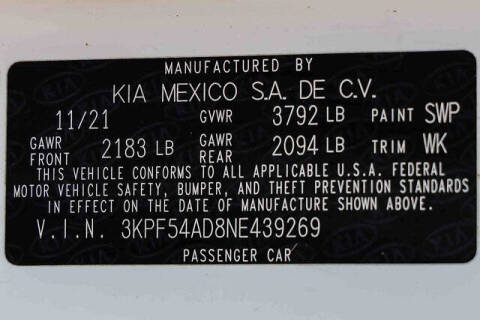 MANUFACTURED BY
KIA MEXICO S.A. DE C.V.
11/21 GVWR 3792 LB PAINT SWP
GAWR FRONT 2183 LB GAWR REAR 2094 LB TRIM WK
THIS VEHICLE CONFORMS TO ALL APPLICABLE U.S.A. FEDERAL
MOTOR VEHICLE SAFETY, BUMPER, AND THEFT PREVENTION STANDARDS
IN EFFECT ON THE DATE OF MANUFACTURE SHOWN ABOVE.
V.I.N. 3KPF54AD8NE439269
PASSENGER CAR